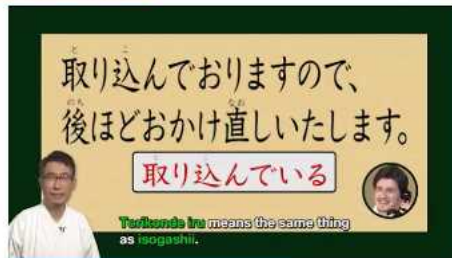 取り込んでおりますので、
後ほどおかけ直しいたします。
取り込んでいる
Torikonde iru means the same thing
as isogashii.